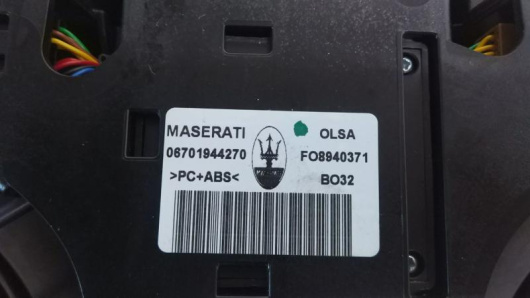 MASERATI OLSA
06701944270 FO8940371
>PC+ABS< BO32